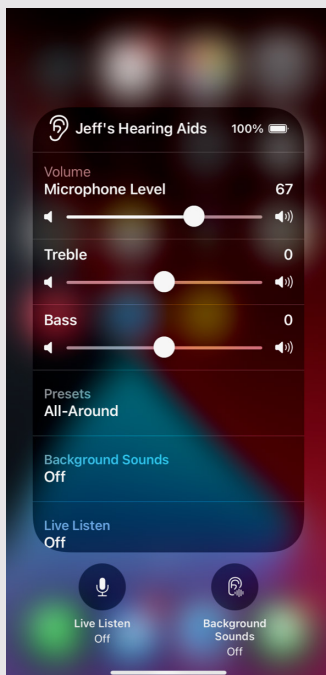 Jeff's Hearing Aids 100%
Volume
Microphone Level 67
Treble 0
Bass 0
Presets
All-Around
Background Sounds
Off
Live Listen
Off
Live Listen
Off
Background
Sounds
Off